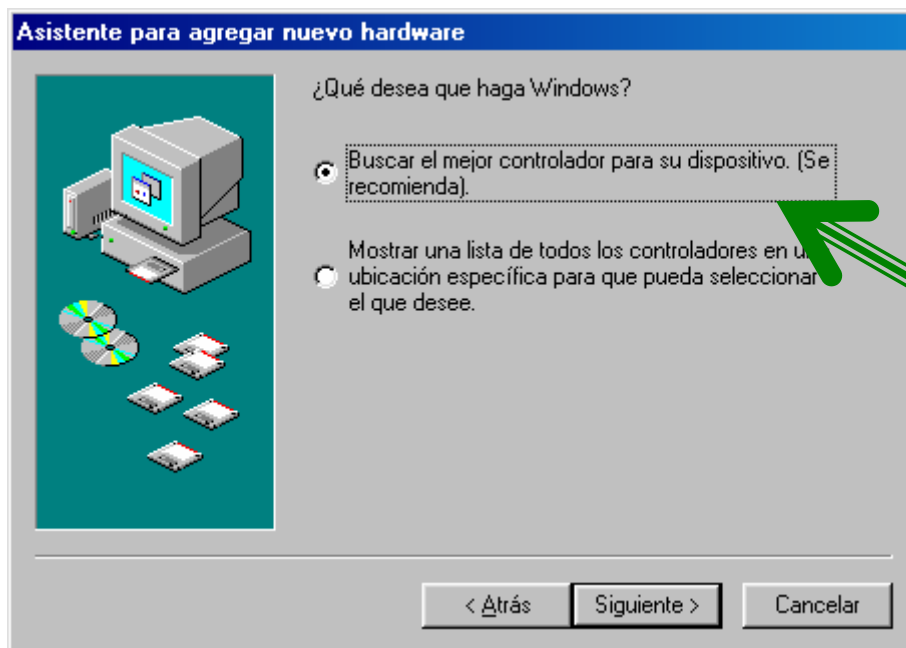 Asistente para agregar nuevo hardware
¿Qué desea que haga Windows?
Buscar el mejor controlador para su dispositivo. (Se
recomienda).
Mostrar una lista de todos los controladores en
ubicación específica para que pueda seleccionar
el que desee.
< Atrás
Siguiente >
Cancelar